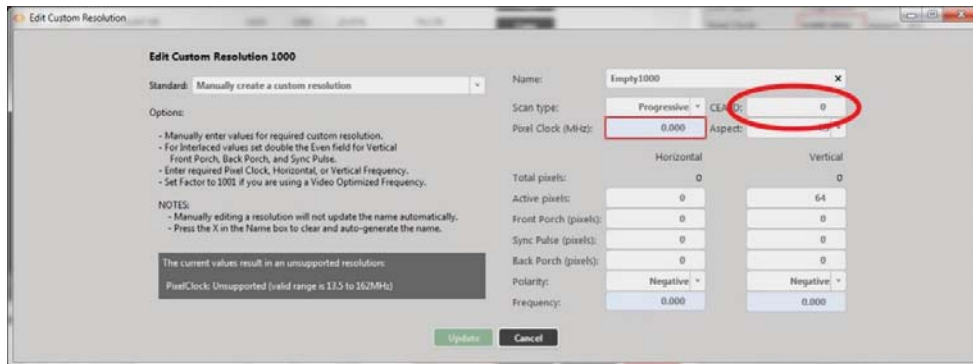 Edit Custom Resolution
Edit Custom Resolution 1000
Standard: Manually create a custom resolution
Options:
- Manually enter values for required custom resolution.
- For Interlaced values set double the Even field for Vertical
Front Porch, Back Porch, and Sync Pulse.
- Enter required Pixel Clock, Horizontal, or Vertical Frequency.
- Set Factor to 1001 if you are using a Video Optimized Frequency.
NOTES:
- Manually editing a resolution will not update the name automatically.
- Press the X in the Name box to clear and auto-generate the name.
The current values result in an unsupported resolution:
PixelClock: Unsupported (valid range is 13.5 to 162MHz)
Name: Empty1000 x
Scan type: Progressive CEA ID: 0
Pixel Clock (MHz): 0.000 Aspect:
Horizontal Vertical
Total pixels: 0 0
Active pixels: 0 64
Front Porch (pixels): 0 0
Sync Pulse (pixels): 0 0
Back Porch (pixels): 0 0
Polarity: Negative Negative
Frequency: 0.000 0.000
Update Cancel